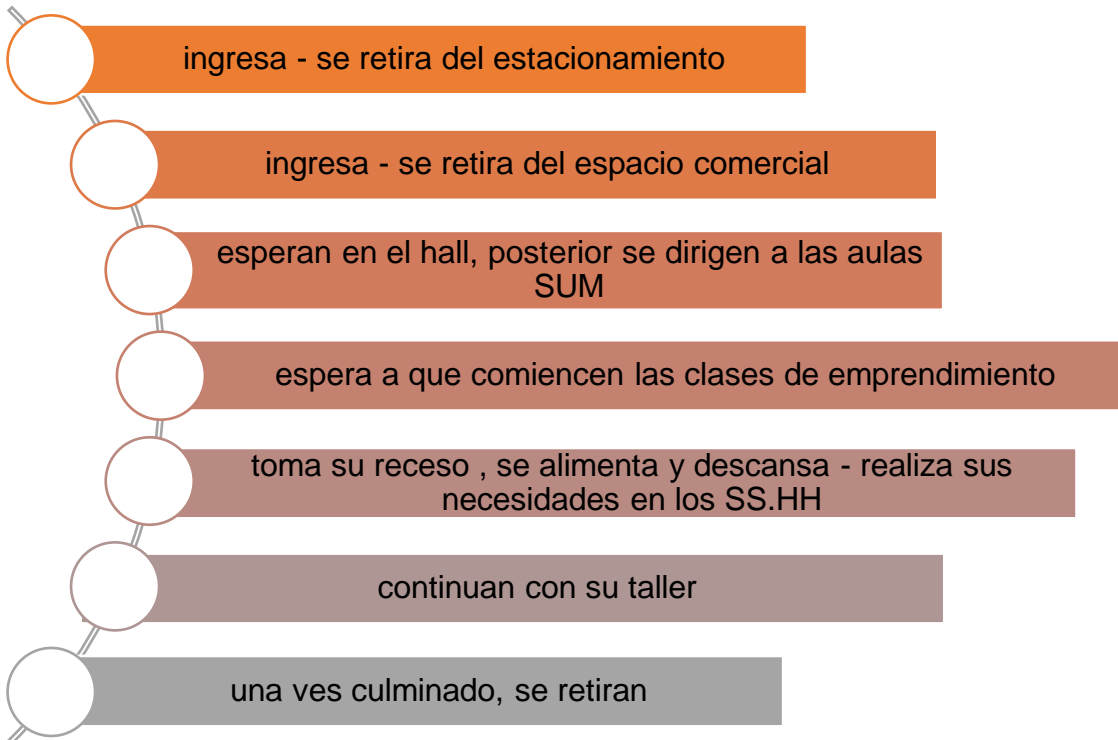 ingresa - se retira del estacionamiento
ingresa - se retira del espacio comercial
esperan en el hall, posterior se dirigen a las aulas
SUM
espera a que comiencen las clases de emprendimiento
toma su receso , se alimenta y descansa - realiza sus
necesidades en los SS.HH
continuan con su taller
una ves culminado, se retiran